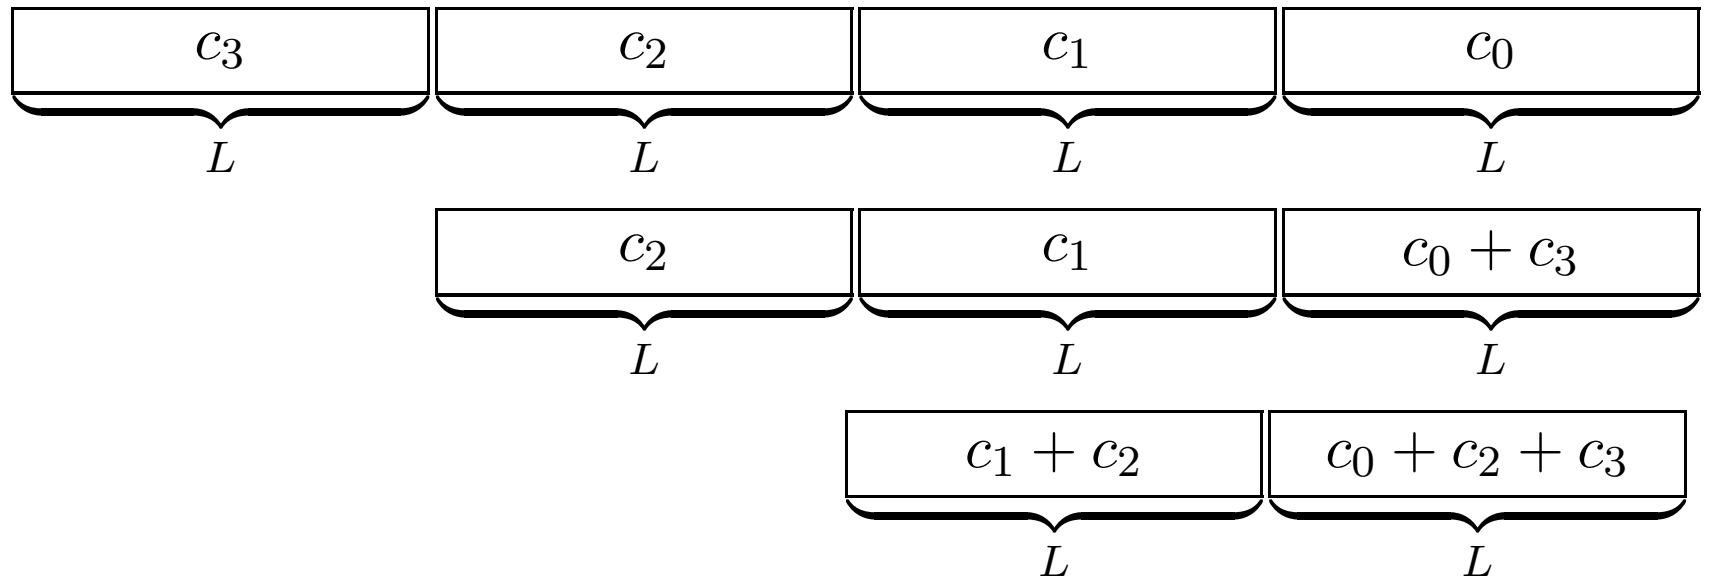 c₃ c₂ c₁ c₀
L L L L
c₂ c₁ c₀ + c₃
L L L
c₁ + c₂ c₀ + c₂ + c₃
L L